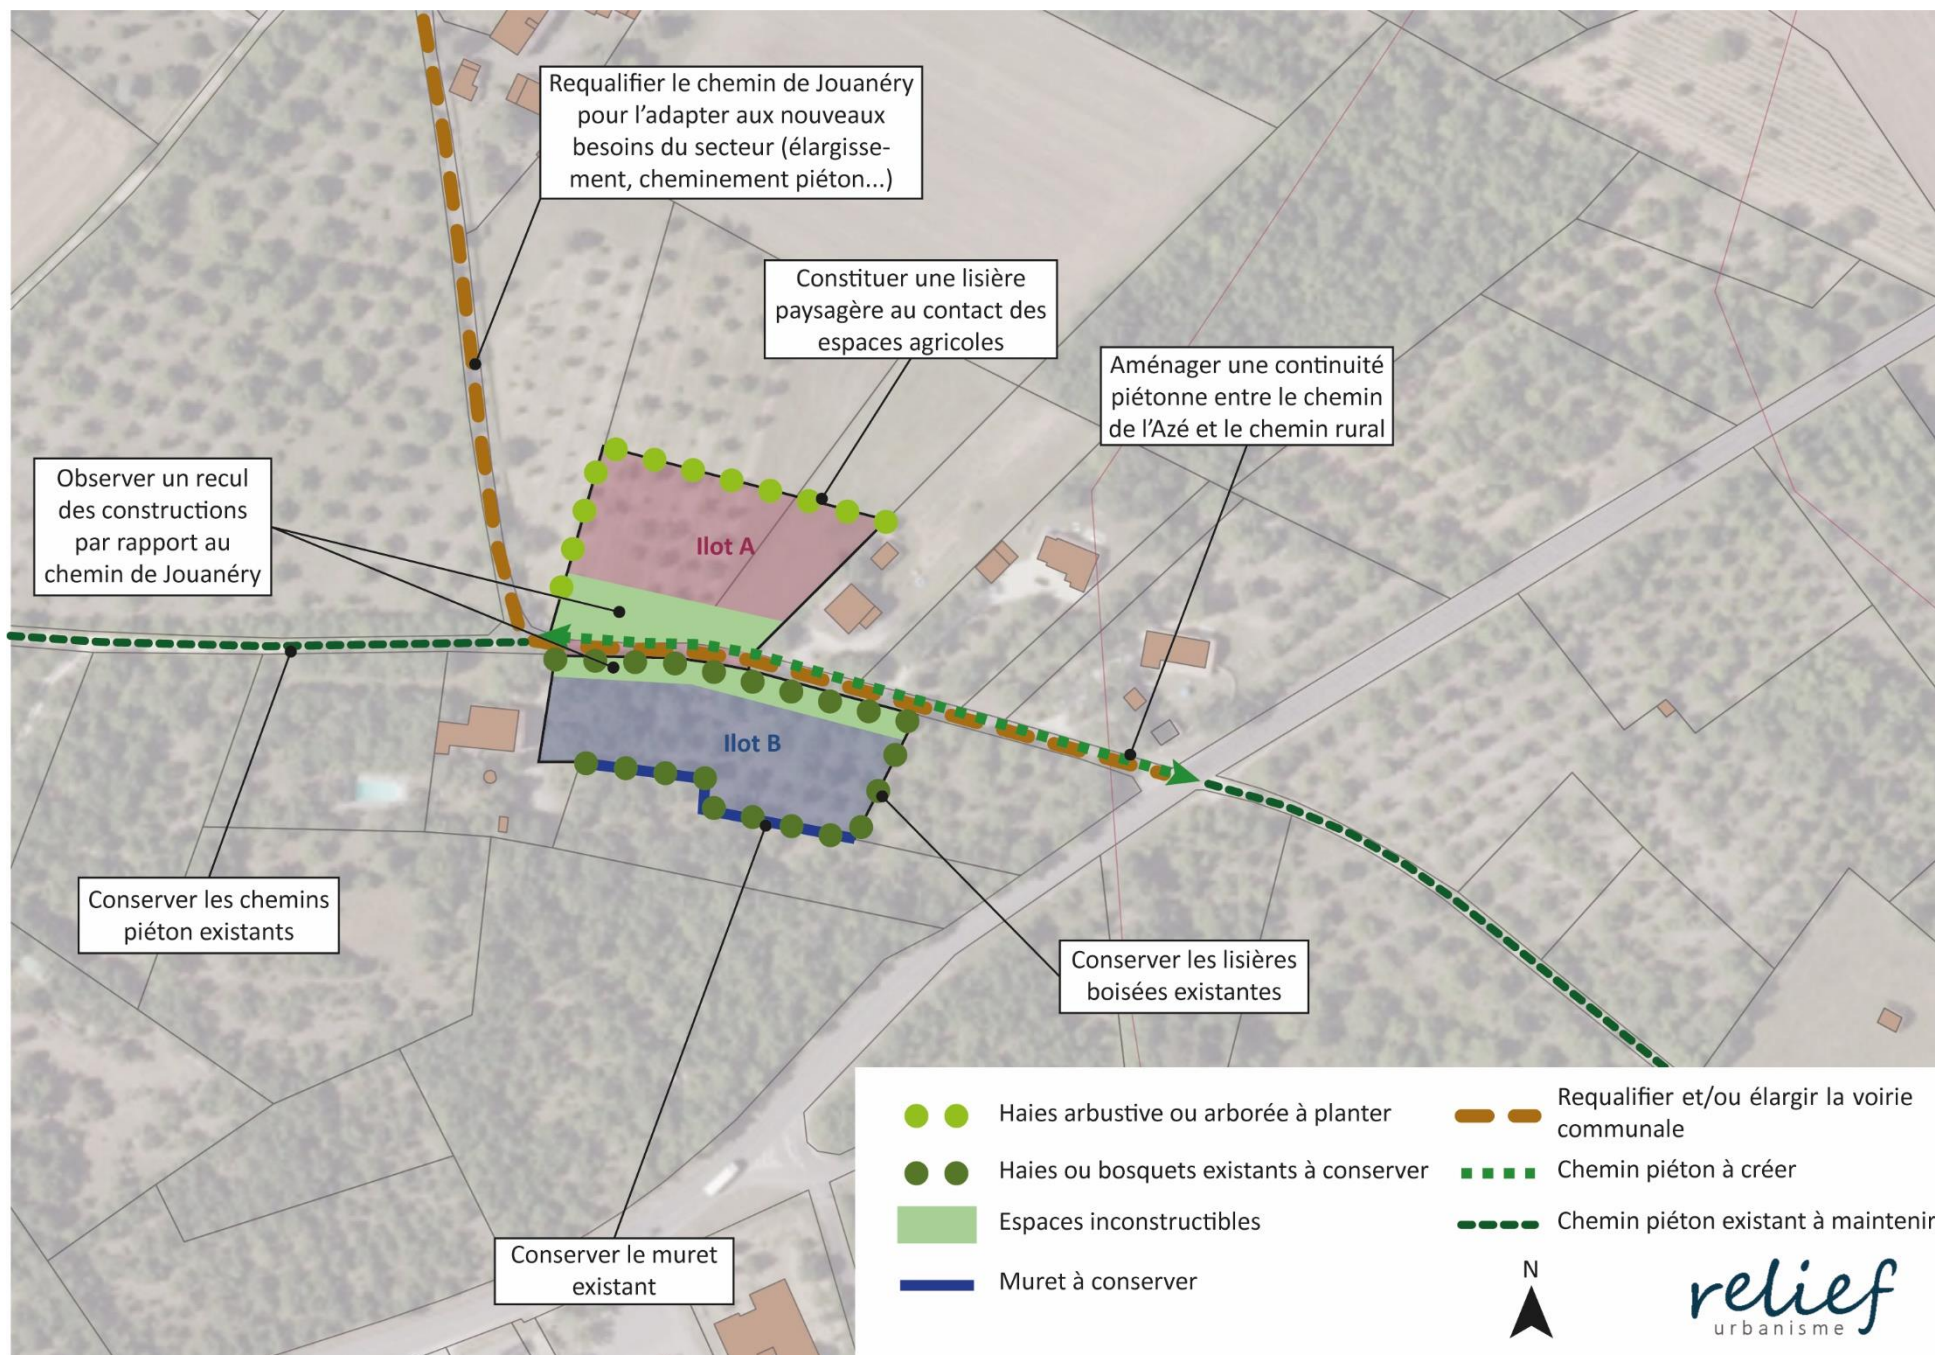 Requalifier le chemin de Jouanéry
pour l'adapter aux nouveaux
besoins du secteur (élargisse-
ment, cheminement piéton...)
Constituer une lisière
paysagère au contact des
espaces agricoles
Aménager une continuité
piétonne entre le chemin
de l'Azé et le chemin rural
Observer un recul
des constructions
par rapport au
chemin de Jouanéry
Ilot A
Ilot B
Conserver les chemins
piéton existants
Conserver les lisières
boisées existantes
Conserver le muret
existant
Haies arbustive ou arborée à planter
Haies ou bosquets existants à conserver
Espaces inconstructibles
Muret à conserver
Requalifier et/ou élargir la voirie
communale
Chemin piéton à créer
Chemin piéton existant à maintenir
N
relief
urbanisme